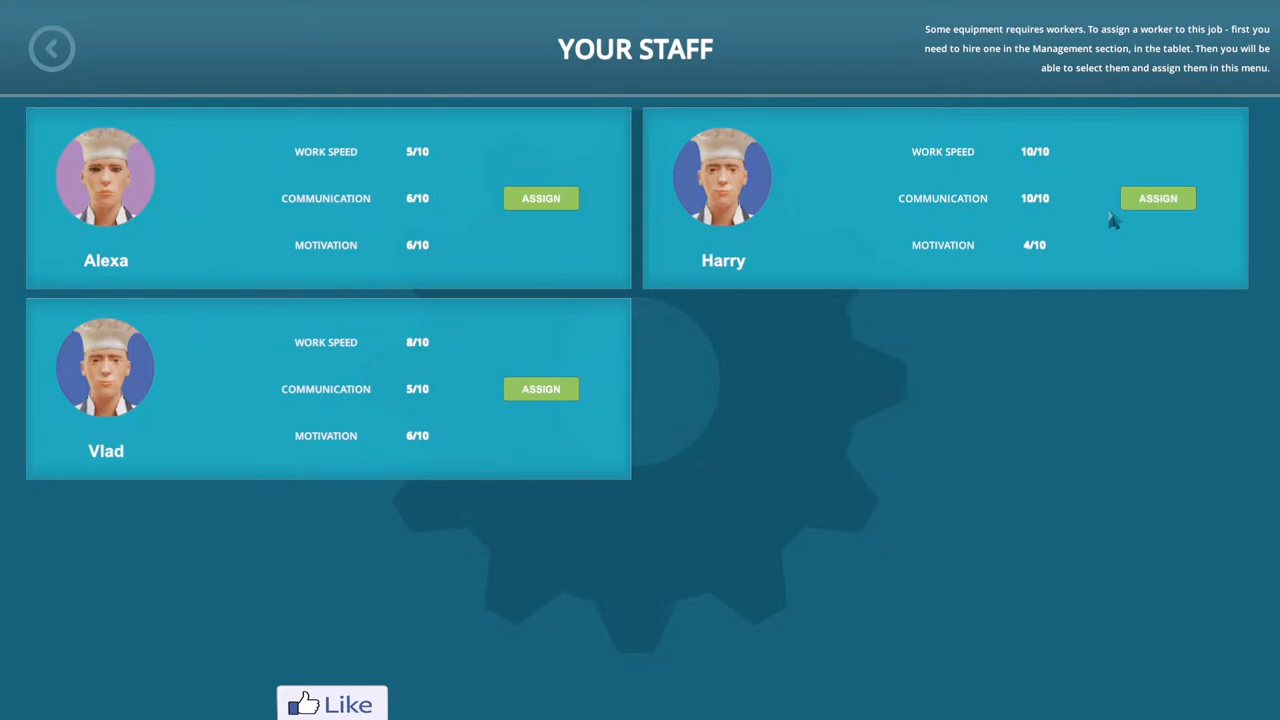 YOUR STAFF
Some equipment requires workers. To assign a worker to this job - first you
need to hire one in the Management section, in the tablet. Then you will be
able to select them and assign them in this menu.
WORK SPEED 5/10
COMMUNICATION 6/10
ASSIGN
MOTIVATION 6/10
Alexa
WORK SPEED 10/10
COMMUNICATION 10/10
ASSIGN
MOTIVATION 4/10
Harry
WORK SPEED 8/10
COMMUNICATION 5/10
ASSIGN
MOTIVATION 6/10
Vlad
Like